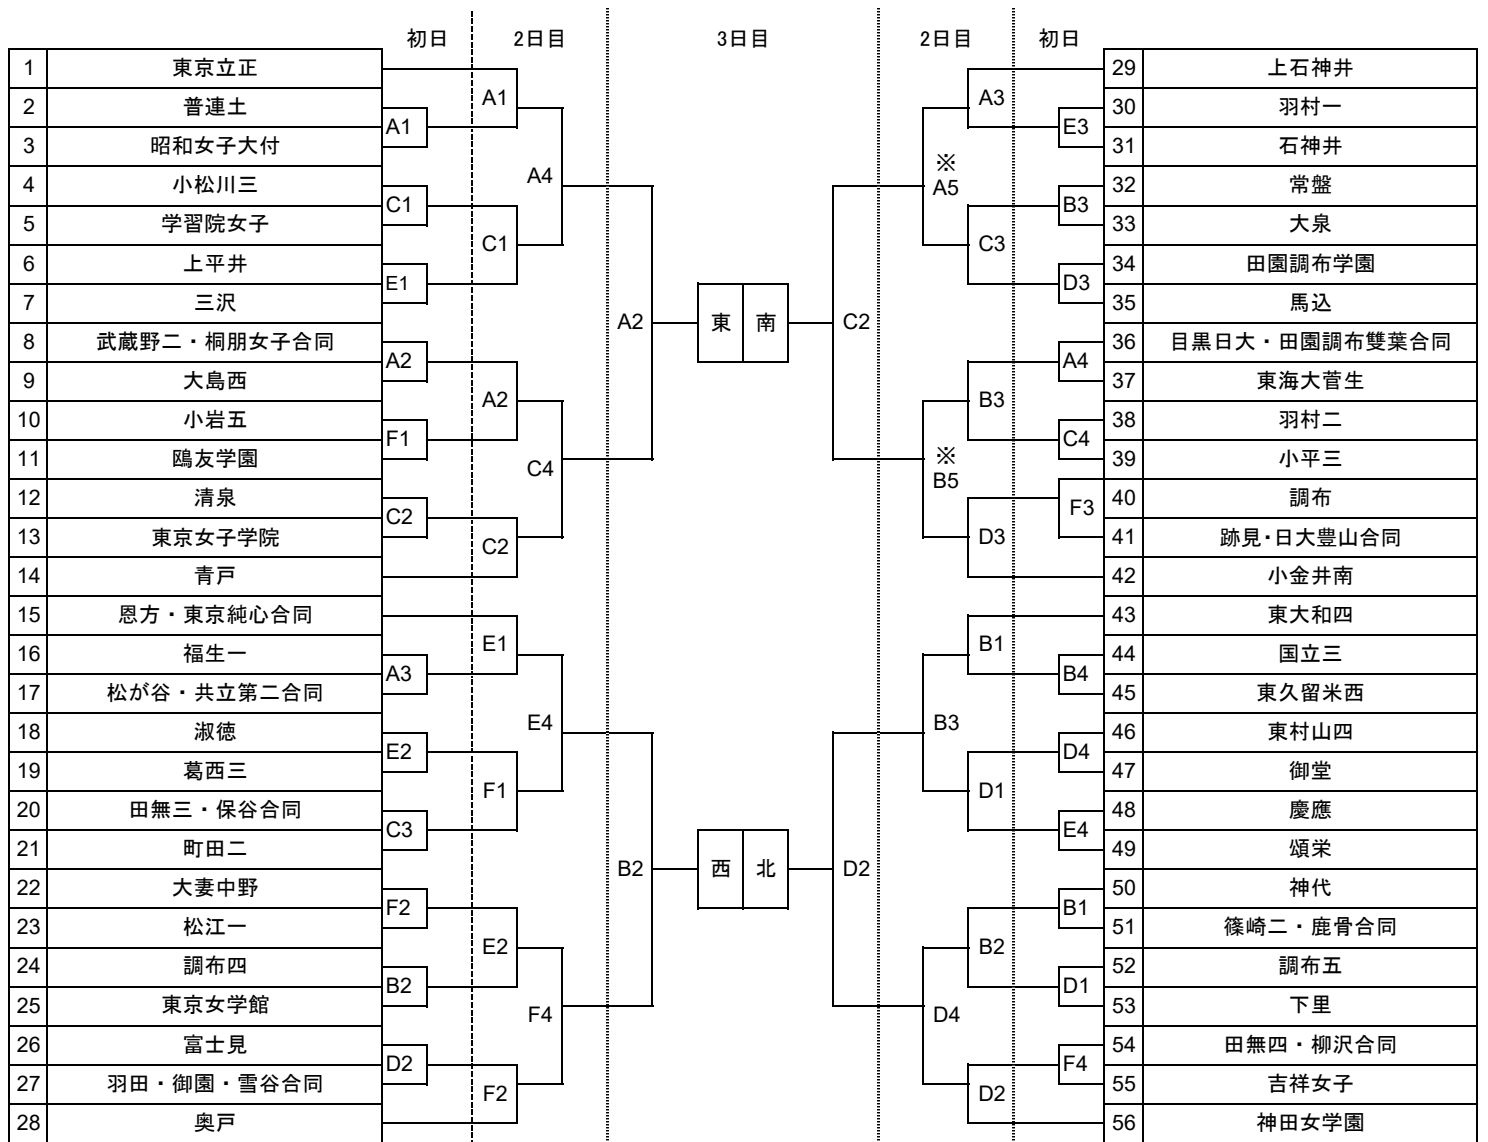 初日 2日目 3日目 2日目 初日
1 東京立正 29 上石神井
A1 A3
2 普連土 30 羽村一
A1 E3
3 昭和女子大付 31 石神井
※
4 小松川三 A4 A5 32 常盤
C1 B3
5 学習院女子 33 大泉
C1 C3
6 上平井 34 田園調布学園
E1 D3
7 三沢 35 馬込
A2 東 南 C2
8 武蔵野二・桐朋女子合同 36 目黒日大・田園調布雙葉合同
A2 A4
9 大島西 37 東海大菅生
A2 B3
10 小岩五 38 羽村二
F1 C4
11 鴎友学園 39 小平三
※
C4 B5
12 清泉 40 調布
C2 F3
13 東京女子学院 41 跡見・日大豊山合同
C2 D3
14 青戸 42 小金井南
15 恩方・東京純心合同 43 東大和四
E1 B1
16 福生一 44 国立三
A3 B4
17 松が谷・共立第二合同 45 東久留米西
18 淑徳 E4 B3 46 東村山四
E2 D4
19 葛西三 47 御堂
F1 D1
20 田無三・保谷合同 48 慶應
C3 E4
21 町田二 49 頌栄
B2 西 北 D2
22 大妻中野 50 神代
F2 B1
23 松江一 51 篠崎二・鹿骨合同
E2 B2
24 調布四 52 調布五
B2 D1
25 東京女学館 53 下里
F4 D4
26 富士見 54 田無四・柳沢合同
D2 F4
27 羽田・御園・雪谷合同 55 吉祥女子
F2 D2
28 奥戸 56 神田女学園